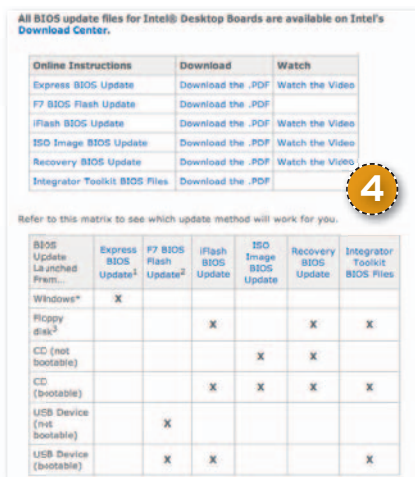 All BIOS update files for Intel® Desktop Boards are available on Intel's
Download Center.
Online Instructions Download Watch
Express BIOS Update Download the .PDF Watch the Video
F7 BIOS Flash Update Download the .PDF
iFlash BIOS Update Download the .PDF Watch the Video
ISO Image BIOS Update Download the .PDF Watch the Video
Recovery BIOS Update Download the .PDF Watch the Video
Integrator Toolkit BIOS Files Download the .PDF
4
Refer to this matrix to see which update method will work for you.
BIOS Update Launched From... Express BIOS Update1 F7 BIOS Flash Update2 iFlash BIOS Update ISO Image BIOS Update Recovery BIOS Update Integrator Toolkit BIOS Files
Windows* X
Floppy disk3 X X X
CD (not bootable) X X
CD (bootable) X X X X
USB Device (not bootable) X
USB Device (bootable) X X X